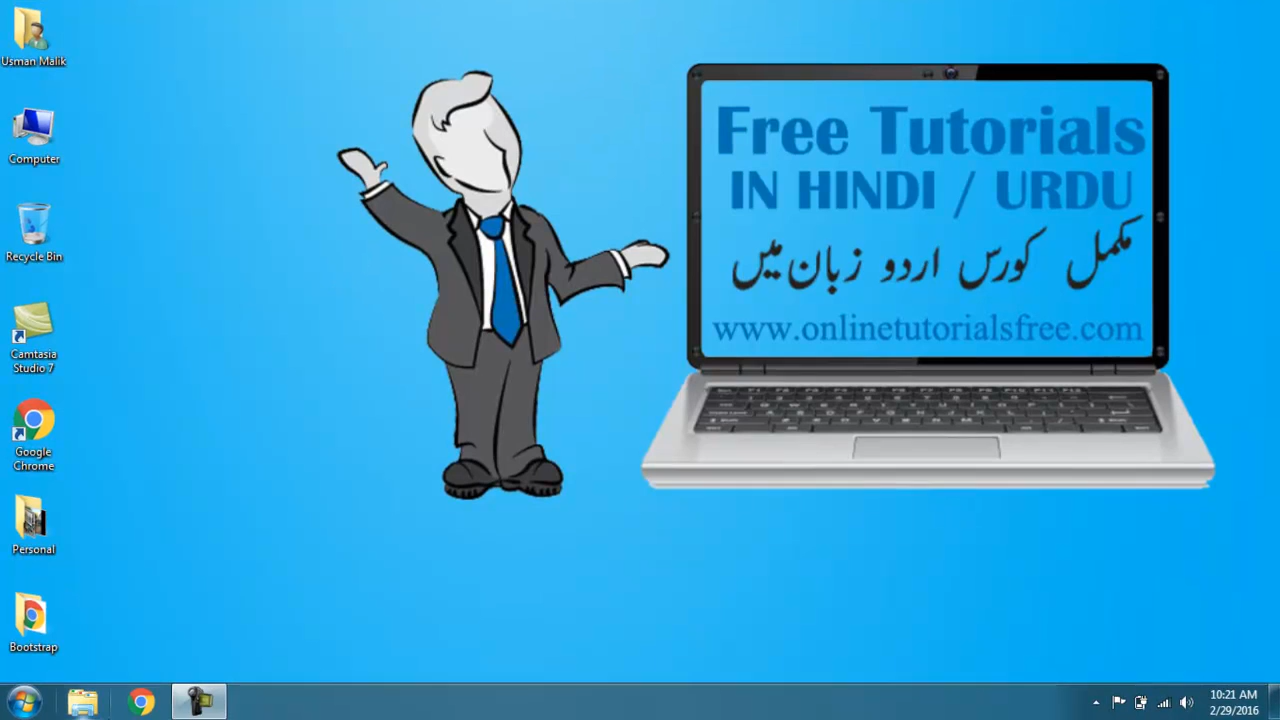 Usman Malik
Computer
Recycle Bin
Camtasia
Studio 7
Google
Chrome
Personal
Bootstrap
Free Tutorials
IN HINDI / URDU
مکمل کورس اردو زبان میں
www.onlinetutorialsfree.com
10:21 AM
2/29/2016